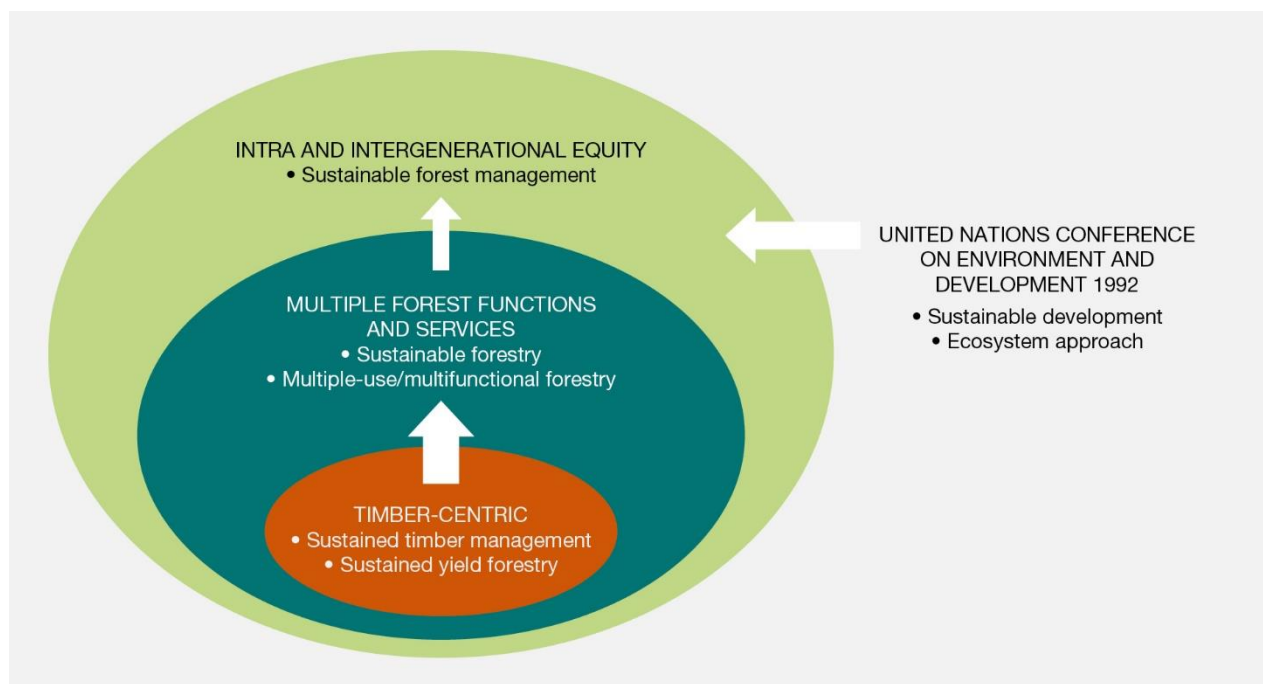 INTRA AND INTERGENERATIONAL EQUITY
• Sustainable forest management
MULTIPLE FOREST FUNCTIONS
AND SERVICES
• Sustainable forestry
• Multiple-use/multifunctional forestry
TIMBER-CENTRIC
• Sustained timber management
• Sustained yield forestry
UNITED NATIONS CONFERENCE
ON ENVIRONMENT AND
DEVELOPMENT 1992
• Sustainable development
• Ecosystem approach